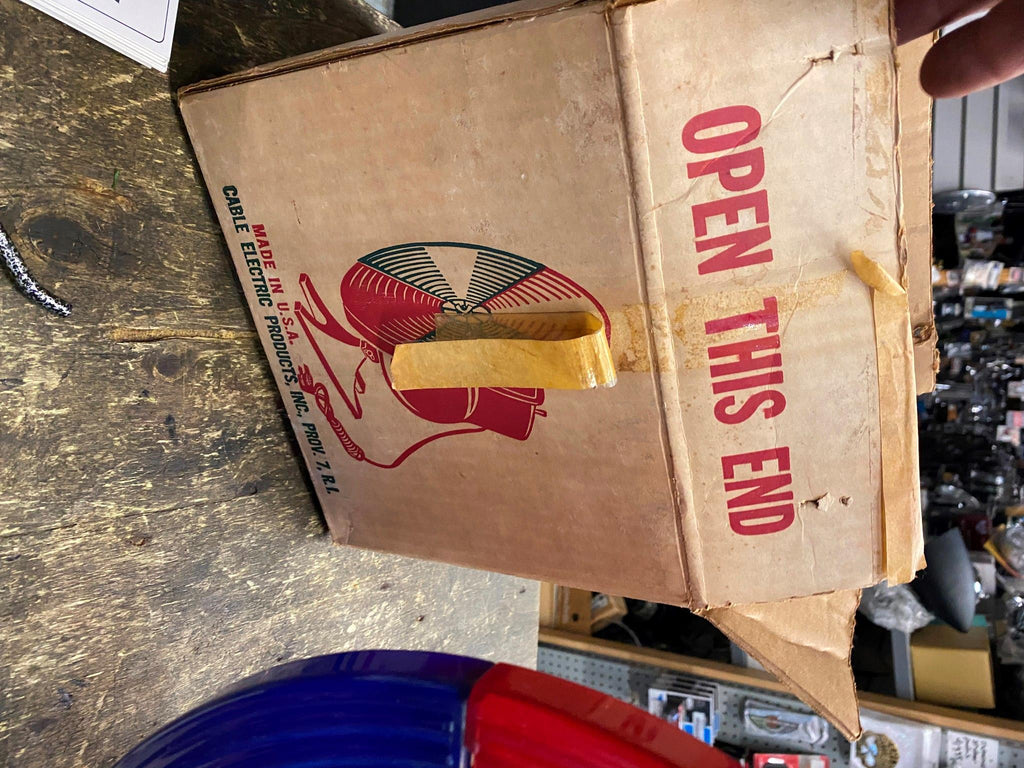 OPEN THIS END
MADE IN U.S.A.
CABLE ELECTRIC PRODUCTS, INC., PROV. 7, R.I.